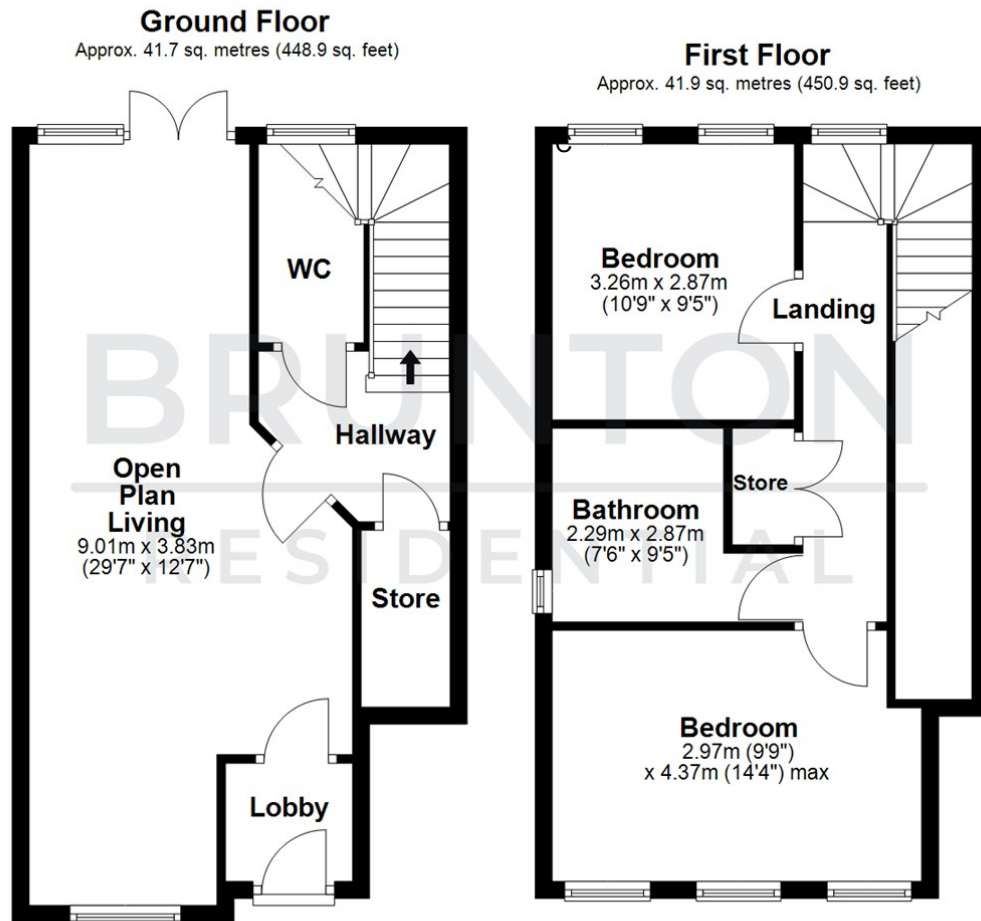 Ground Floor
Approx. 41.7 sq. metres (448.9 sq. feet)
WC
Hallway
Open
Plan
Living
9.01m x 3.83m
(29'7" x 12'7")
Store
Lobby
First Floor
Approx. 41.9 sq. metres (450.9 sq. feet)
C
Bedroom
3.26m x 2.87m
(10'9" x 9'5")
Landing
Store
Bathroom
2.29m x 2.87m
(7'6" x 9'5")
Bedroom
2.97m (9'9")
x 4.37m (14'4") max
BRUNTON
RESIDENTIAL